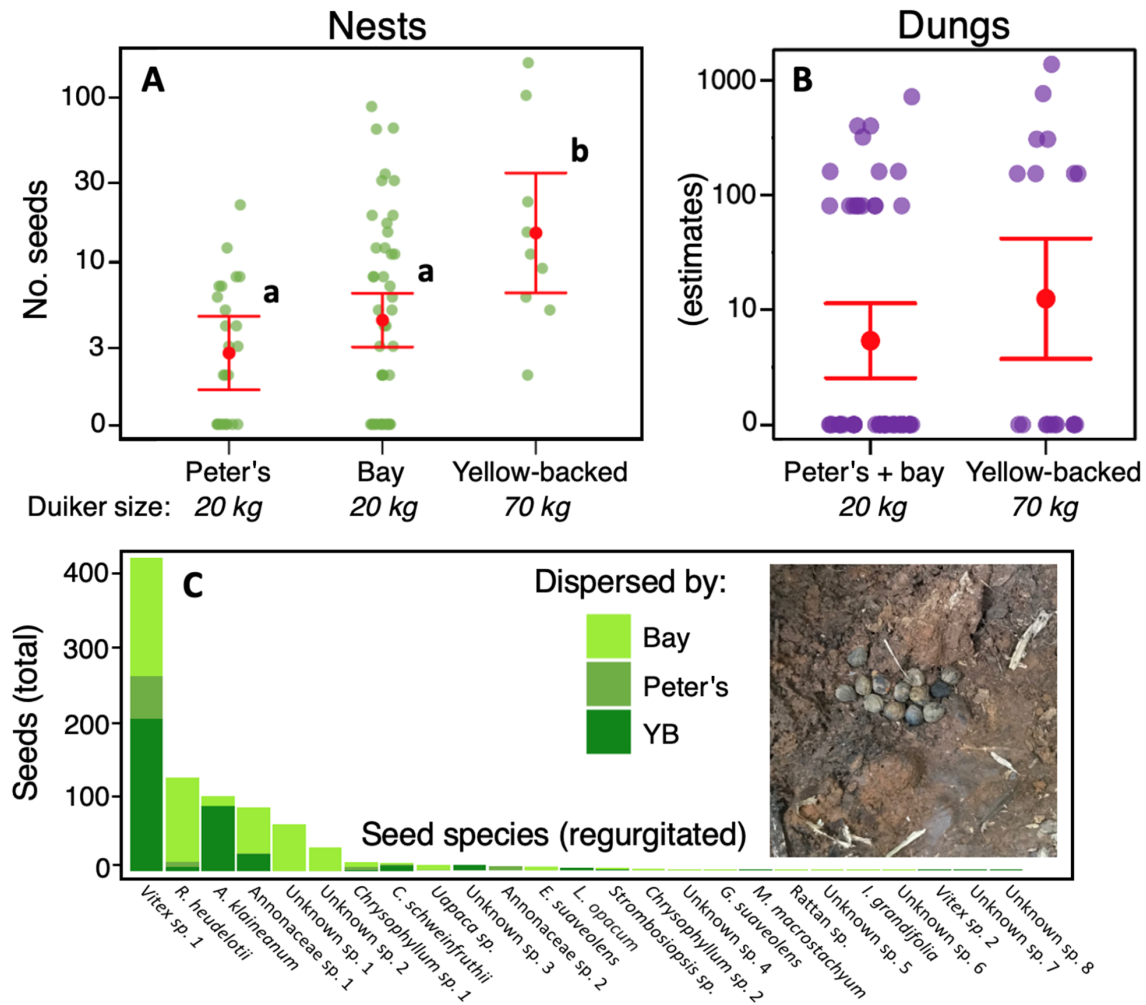 Nests
Dungs
A
B
No. seeds
100
30
10
3
0
a
a
b
(estimates)
1000
100
10
0
Peter's
Bay
Yellow-backed
Peter's + bay
Yellow-backed
Duiker size:
20 kg
20 kg
70 kg
20 kg
70 kg
C
Dispersed by:
Bay
Peter's
YB
Seeds (total)
400
300
200
100
0
Seed species (regurgitated)
Vitex sp. 1
R. heudelotii
A. klaineanum
Annonaceae sp. 1
Unknown sp. 1
Unknown sp. 2
Chrysophyllum sp. 1
C. schweinfruthii
Uapaca sp.
Unknown sp. 3
Annonaceae sp. 2
E. suaveolens
L. opacum
Strombosiopsis sp.
Chrysophyllum sp. 2
Unknown sp. 4
G. suaveolens
M. macrostachyum
Rattan sp.
Unknown sp. 5
I. grandifolia
Unknown sp. 6
Vitex sp. 2
Unknown sp. 7
Unknown sp. 8